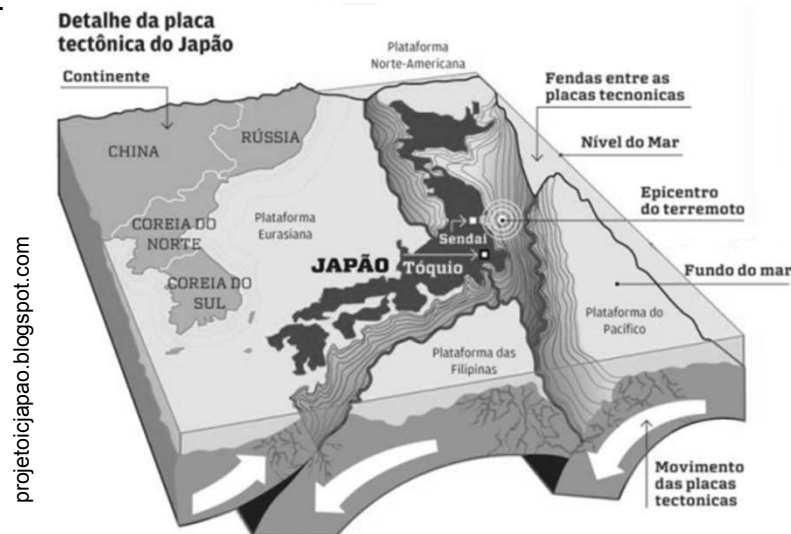 Detalhe da placa
tectônica do Japão
Continente
Plataforma
Norte-Americana
Fendas entre as
placas tecnonicas
Nível do Mar
Epicentro
do terremoto
Fundo do mar
CHINA
RÚSSIA
COREIA DO
NORTE
COREIA DO
SUL
Plataforma
Eurasiana
Sendai
JAPÃO
Tóquio
Plataforma do
Pacífico
Plataforma das
Filipinas
Movimento
das placas
tectonicas
projetoicjapao.blogspot.com